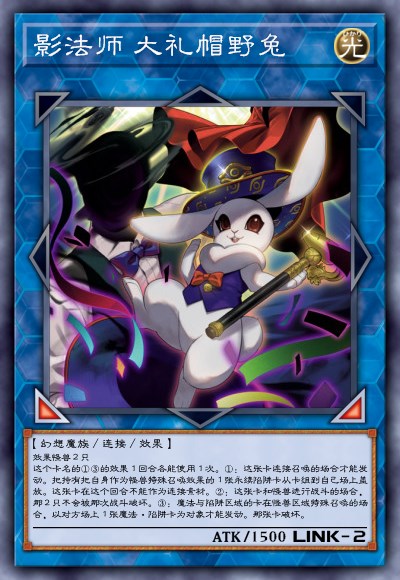 影法师 大礼帽野兔
光
【幻想魔族／连接／效果】
效果怪兽２只
这个卡名的①③的效果１回合各能使用１次。①：这张卡连接召唤的场合才能发
动。把持有把自身作为怪兽特殊召唤效果的１张永续陷阱卡从卡组到自己场上盖
放。这张卡在这个回合不能作为连接素材。②：这张卡和怪兽进行战斗的场合，
那２只不会被那次战斗破坏。③：魔法与陷阱区域的卡在怪兽区域特殊召唤的场
合，以对方场上１张魔法·陷阱卡为对象才能发动。那张卡破坏。
ATK/1500 LINK-2